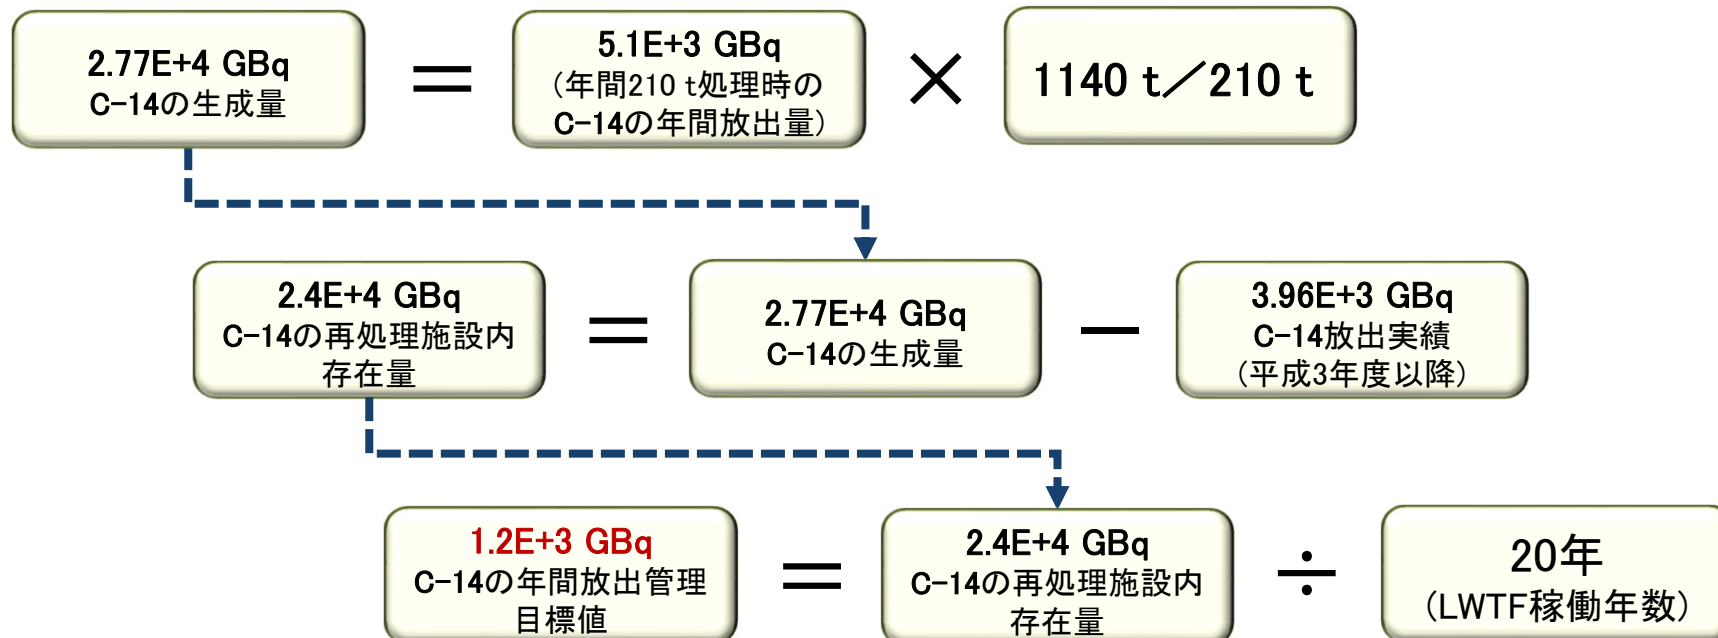 2.77E+4 GBq
C-14の生成量
＝
5.1E+3 GBq
（年間210 t処理時の
C-14の年間放出量）
×
1140 t／210 t
2.4E+4 GBq
C-14の再処理施設内
存在量
＝
2.77E+4 GBq
C-14の生成量
－
3.96E+3 GBq
C-14放出実績
（平成3年度以降）
1.2E+3 GBq
C-14の年間放出管理
目標値
＝
2.4E+4 GBq
C-14の再処理施設内
存在量
÷
20年
（LWTF稼働年数）